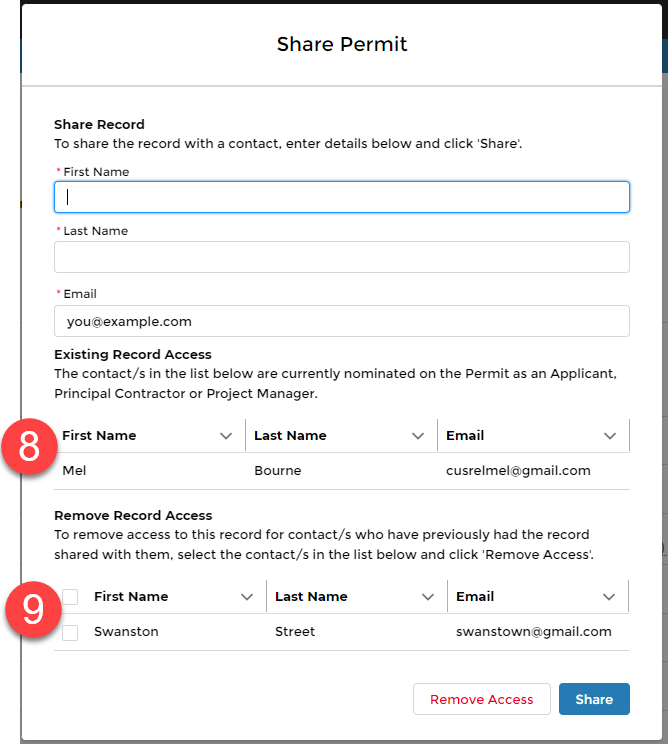 Share Permit
Share Record
To share the record with a contact, enter details below and click 'Share'.
* First Name
* Last Name
* Email
you@example.com
Existing Record Access
The contact/s in the list below are currently nominated on the Permit as an Applicant,
Principal Contractor or Project Manager.
8
First Name Last Name Email
Mel Bourne cusrelmel@gmail.com
Remove Record Access
To remove access to this record for contact/s who have previously had the record
shared with them, select the contact/s in the list below and click 'Remove Access'.
9
First Name Last Name Email
Swanston Street swanstown@gmail.com
Remove Access Share